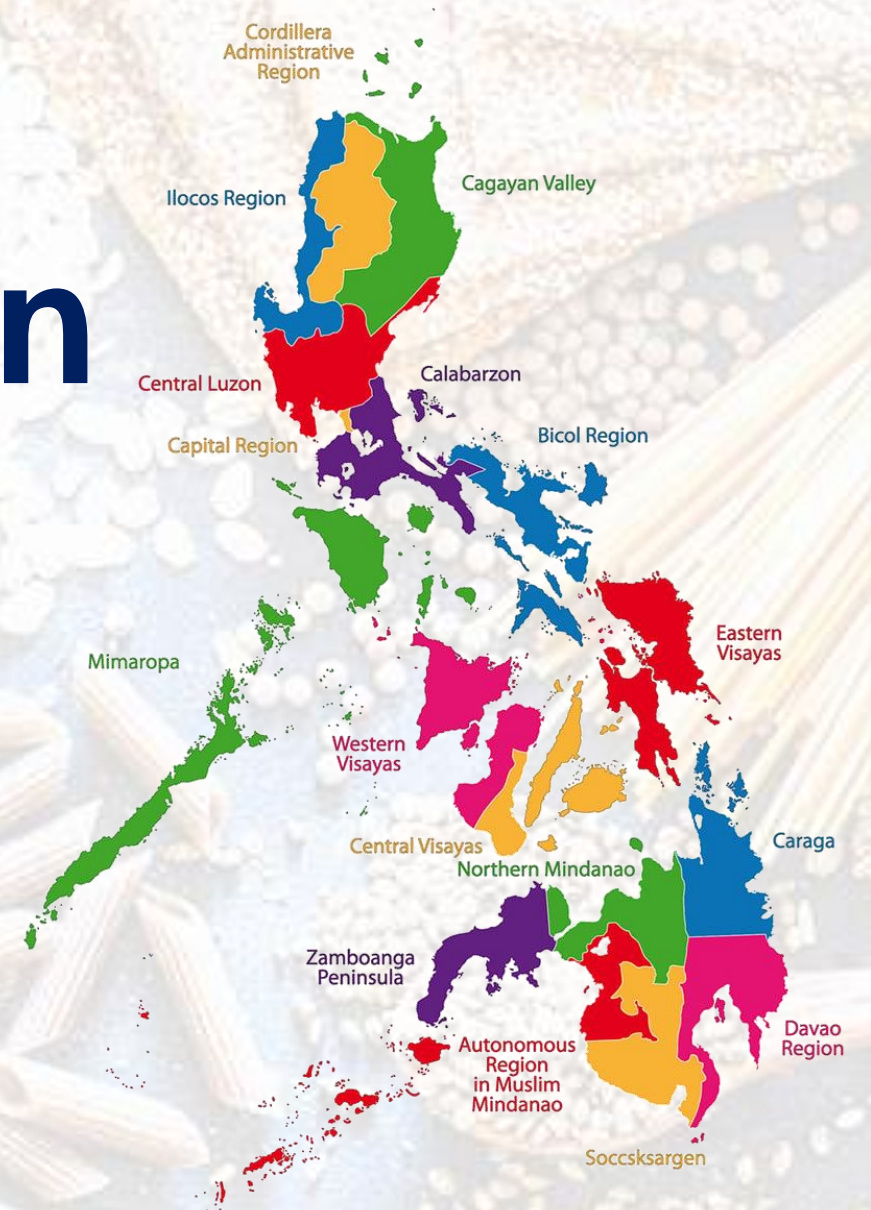 Cordillera
Administrative
Region
Ilocos Region
Cagayan Valley
n
Central Luzon
Calabarzon
Capital Region
Bicol Region
Mimaropa
Eastern
Visayas
Western
Visayas
Central Visayas
Caraga
Northern Mindanao
Zamboanga
Peninsula
Autonomous
Region
in Muslim
Mindanao
Davao
Region
Soccsksargen